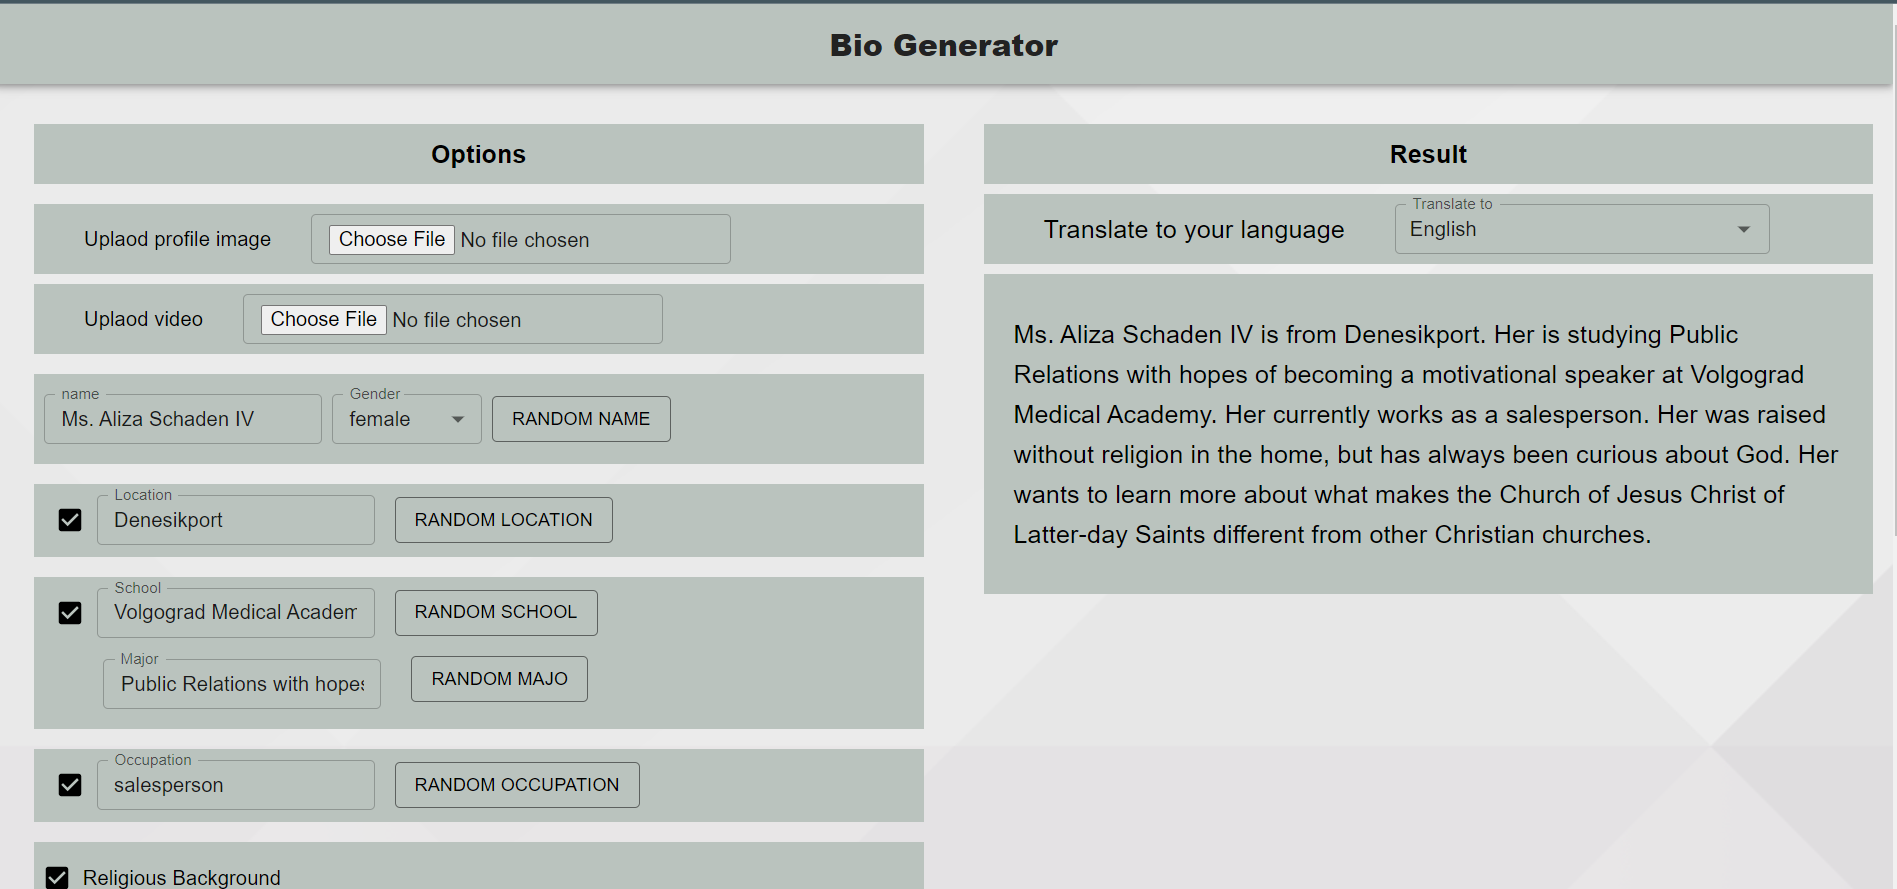 Bio Generator
Options
Uplaod profile image
Choose File No file chosen
Uplaod video
Choose File No file chosen
name
Ms. Aliza Schaden IV
Gender
female
RANDOM NAME
Location
Denesikport
RANDOM LOCATION
School
Volgograd Medical Academ
RANDOM SCHOOL
Major
Public Relations with hopes
RANDOM MAJO
Occupation
salesperson
RANDOM OCCUPATION
Religious Background
Result
Translate to your language
Translate to
English
Ms. Aliza Schaden IV is from Denesikport. Her is studying Public
Relations with hopes of becoming a motivational speaker at Volgograd
Medical Academy. Her currently works as a salesperson. Her was raised
without religion in the home, but has always been curious about God. Her
wants to learn more about what makes the Church of Jesus Christ of
Latter-day Saints different from other Christian churches.